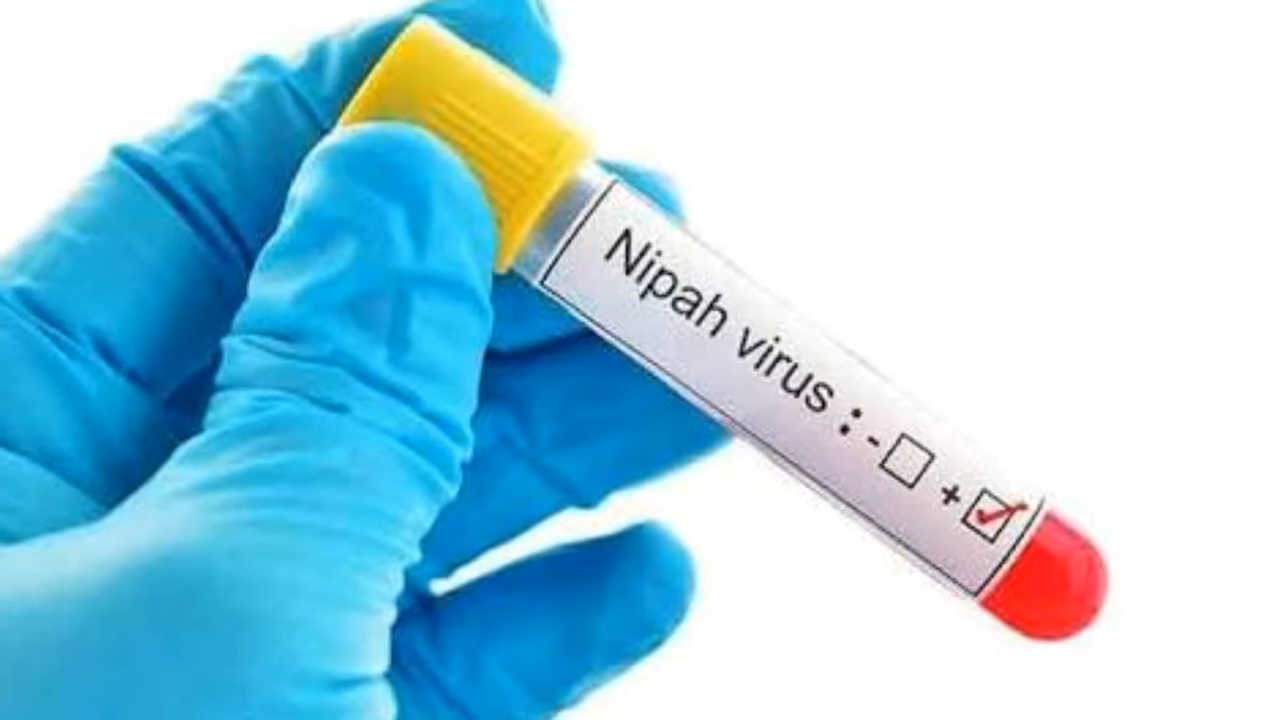 Nipah virus : - ☐ + ☑